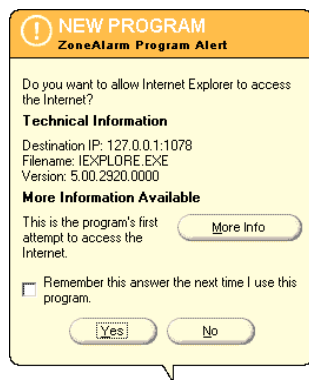 NEW PROGRAM
ZoneAlarm Program Alert
Do you want to allow Internet Explorer to access
the Internet?
Technical Information
Destination IP: 127.0.0.1:1078
Filename: IEXPLORE.EXE
Version: 5.00.2920.0000
More Information Available
This is the program's first
attempt to access the
Internet.
More Info
Remember this answer the next time I use this
program.
Yes No